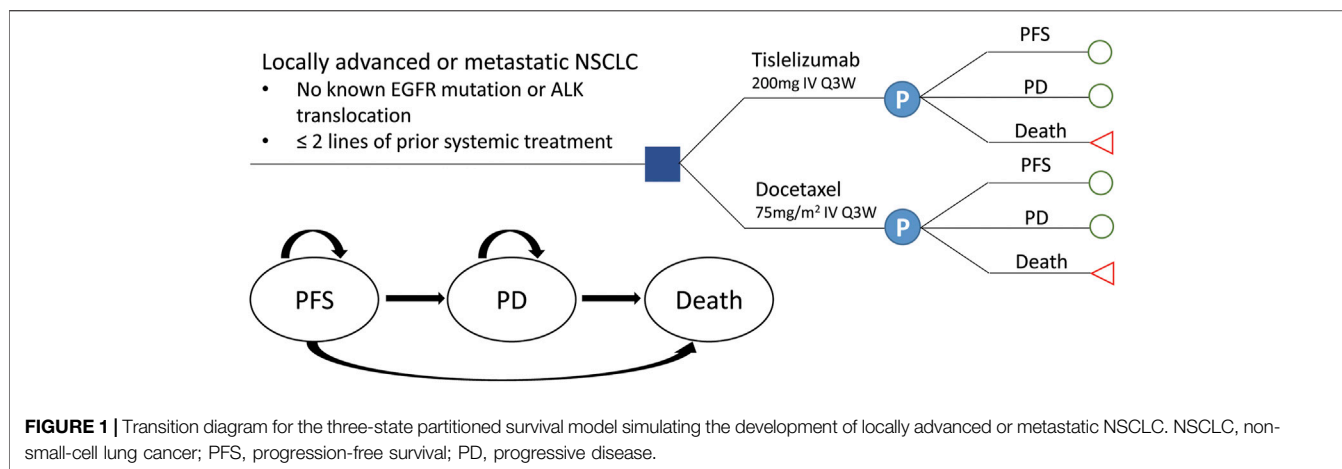 Locally advanced or metastatic NSCLC
• No known EGFR mutation or ALK
translocation
• ≤ 2 lines of prior systemic treatment
Tislelizumab
200mg IV Q3W
P
PFS
PD
Death
Docetaxel
75mg/m² IV Q3W
P
PFS
PD
Death
PFS
PD
Death
FIGURE 1 | Transition diagram for the three-state partitioned survival model simulating the development of locally advanced or metastatic NSCLC. NSCLC, non-
small-cell lung cancer; PFS, progression-free survival; PD, progressive disease.